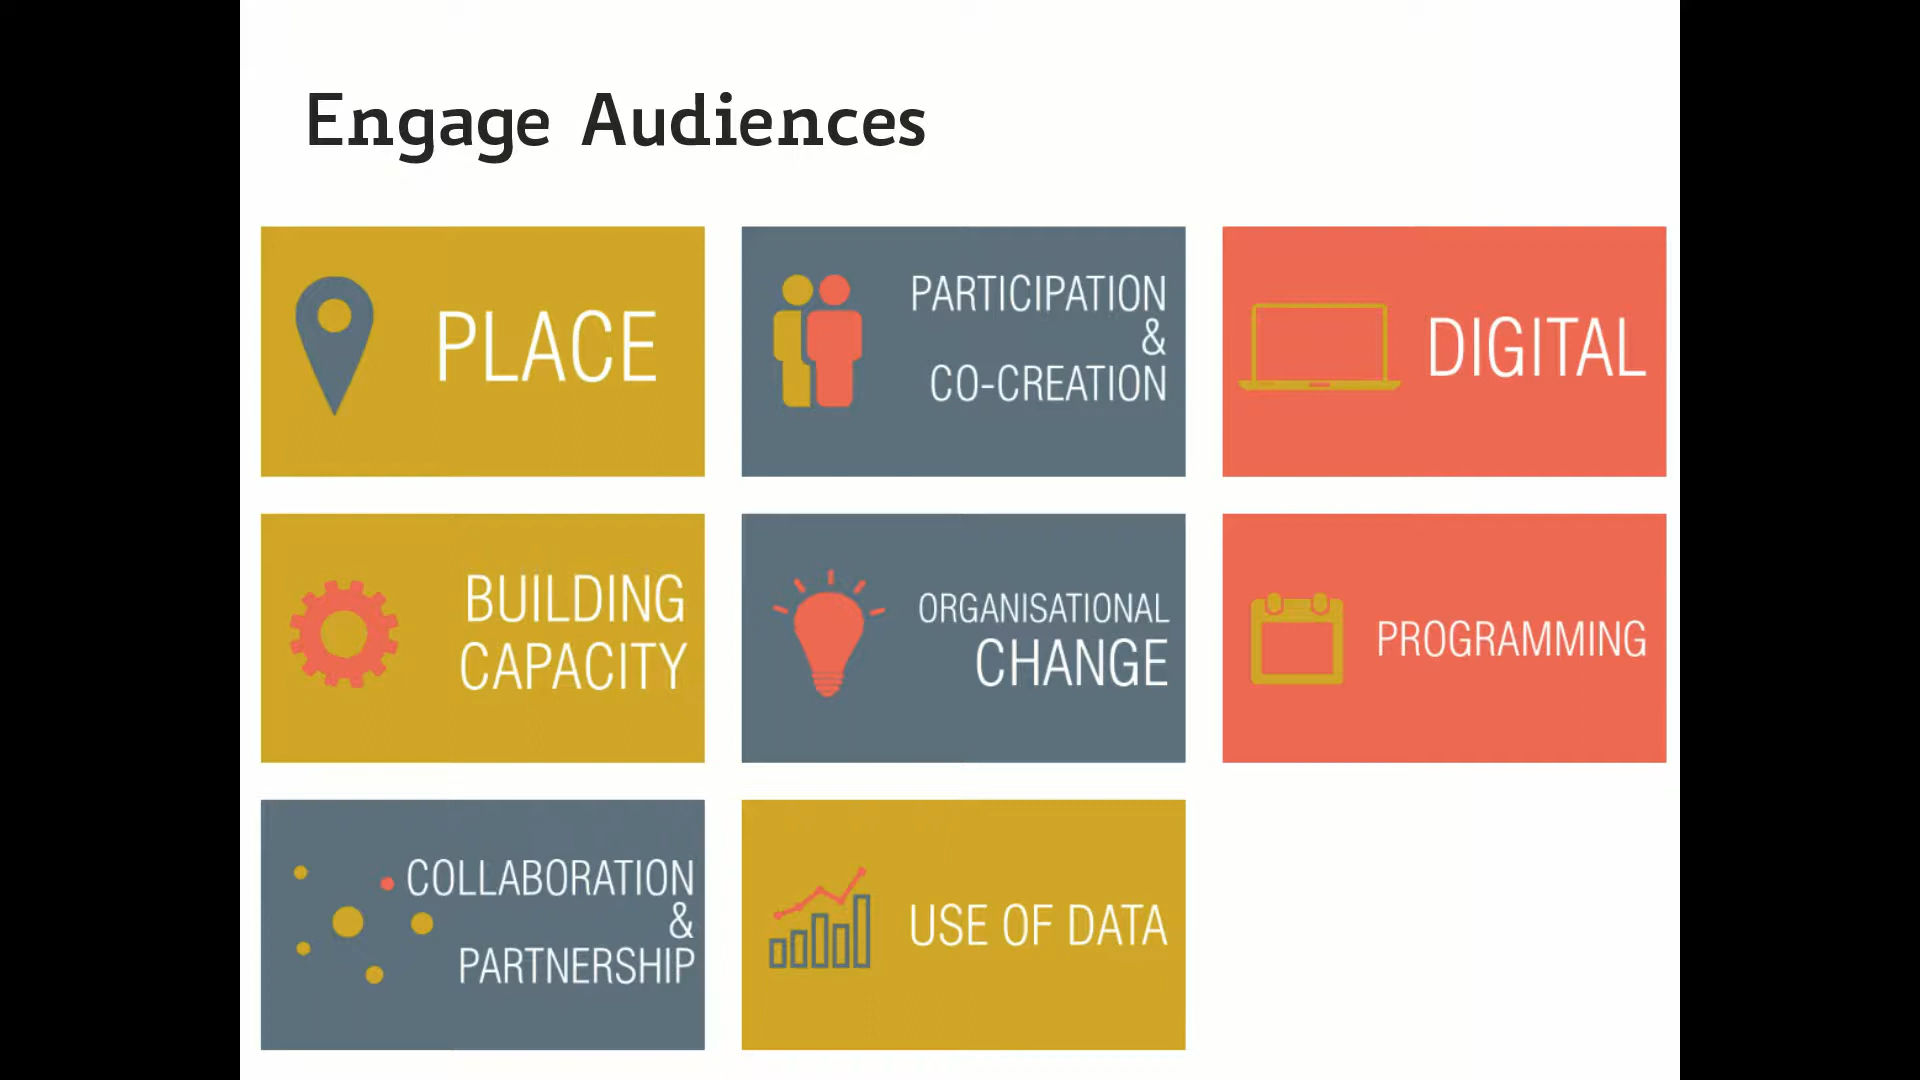 Engage Audiences
PLACE
PARTICIPATION
&
CO-CREATION
DIGITAL
BUILDING
CAPACITY
ORGANISATIONAL
CHANGE
PROGRAMMING
COLLABORATION
&
PARTNERSHIP
USE OF DATA